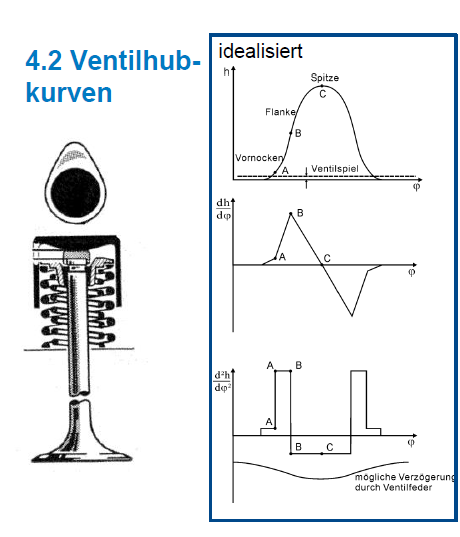 4.2 Ventilhub-
kurven
idealisiert
h
Spitze
C
Flanke
B
Vornocken
A
Ventilspiel
φ
dh
dφ
B
A
C
φ
d²h
dφ²
A
B
A
B
C
φ
mögliche Verzögerung
durch Ventilfeder